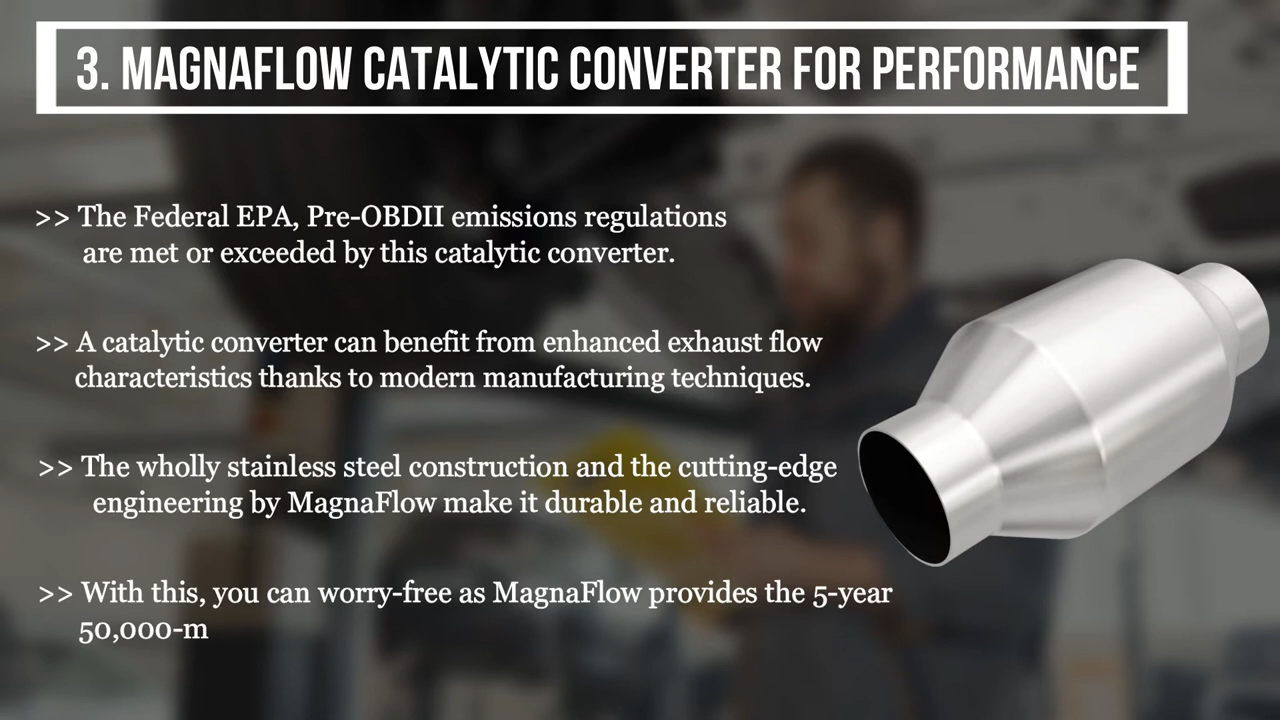 3. MAGNAFLOW CATALYTIC CONVERTER FOR PERFORMANCE
>> The Federal EPA, Pre-OBDII emissions regulations
are met or exceeded by this catalytic converter.
>> A catalytic converter can benefit from enhanced exhaust flow
characteristics thanks to modern manufacturing techniques.
>> The wholly stainless steel construction and the cutting-edge
engineering by MagnaFlow make it durable and reliable.
>> With this, you can worry-free as MagnaFlow provides the 5-year
50,000-m